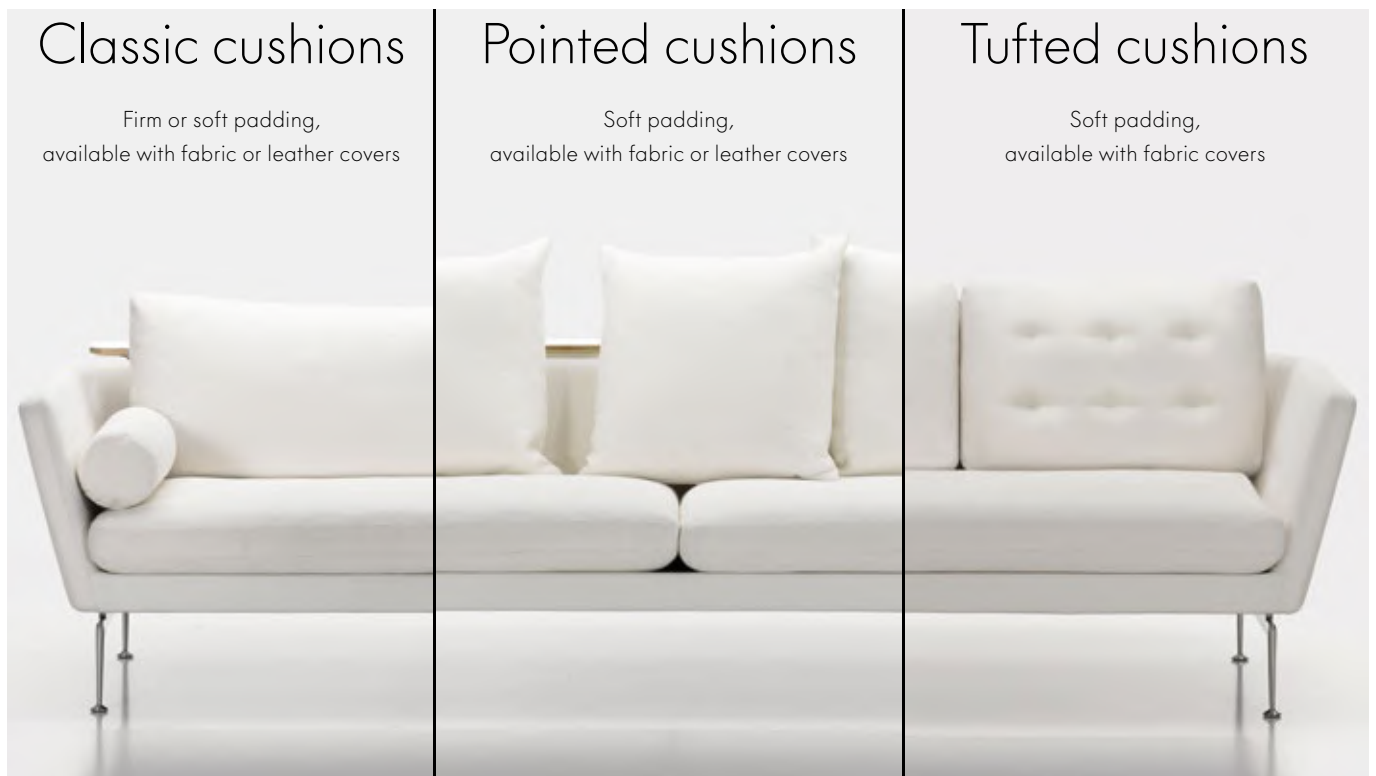 Classic cushions
Firm or soft padding,
available with fabric or leather covers
Pointed cushions
Soft padding,
available with fabric or leather covers
Tufted cushions
Soft padding,
available with fabric covers